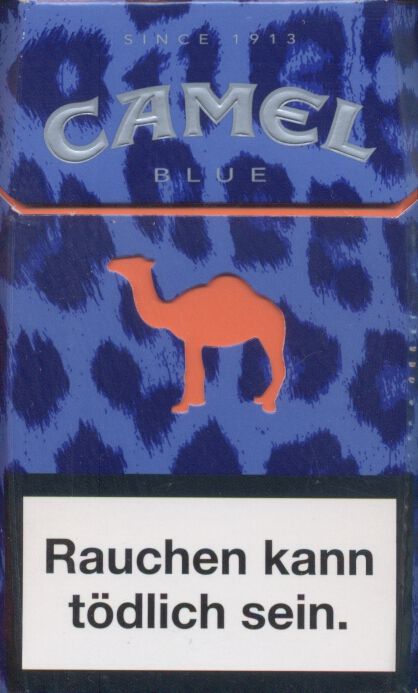 SINCE 1913
CAMEL
BLUE
Rauchen kann
tödlich sein.